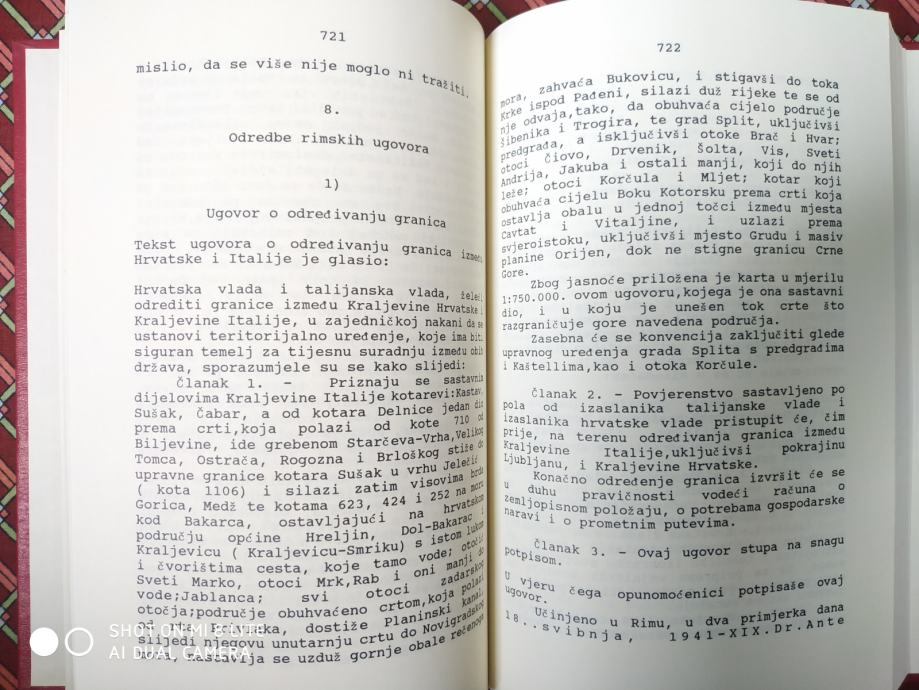 721
mislio, da se više nije moglo ni tražiti.
8.
Odredbe rimskih ugovora
1)
Ugovor o određivanju granica
Tekst ugovora o određivanju granica između
Hrvatske i Italije je glasio:
Hrvatska vlada i talijanska vlada, želeći
odrediti granice između Kraljevine Hrvatske i
Kraljevine Italije, u zajedničkoj nakani da se
ustanovi teritorijalno uređenje, koje ima biti
siguran temelj za tijesnu suradnju između obih
država, sporazumjele su se kako slijedi:
Članak 1. – Priznaju se sastavnim
dijelovima Kraljevine Italije kotarevi:Kastav,
Sušak, Čabar, a od kotara Delnice jedan dio
prema crti,koja polazi od kote 710 od
Biljevine, ide grebenom Starčeva-Vrha,Velikog
Tomca, Ostrača, Rogozna i Brloškog stiže do
upravne granice kotara Sušak u vrhu Jelečić
( kota 1106) i silazi zatim visovima brda
Gorica, Medž te kotama 623, 424 i 252 na moru
kod Bakarca, ostavljajući na hrvatskom
području općine Hreljin, Dol-Bakarac i
Kraljevicu ( Kraljevicu-Smriku) s istom lukom
i čvorištima cesta, koje tamo vode; otočić
Sveti Marko, otoci Mrk,Rab i oni manji do
vode;Jablanca; svi otoci zadarskog
otočja;područje obuhvaćeno crtom,koja polazi
dostiže Planinski kanal,
slijedi njegovu unutarnju crtu do Novigradskog
mora, nastavlja se uzduž gornje obale rečenoga
SHOT ON MI 8 LITE
AI DUAL CAMERA
722
mora, zahvaća Bukovicu, i stigavši do toka
Krke ispod Pađeni, silazi duž rijeke te se od
nje odvaja,tako, da obuhvaća cijelo područje
Šibenika i Trogira, te grad Split, uključivši
predgrađa, a isključivši otoke Brač i Hvar;
otoci Čiovo, Drvenik, Šolta, Vis, Sveti
Andrija, Jakuba i ostali manji, koji do njih
leže; otoci Korčula i Mljet; kotar koji
obuhvaća cijelu Boku Kotorsku prema crti koja
ostavlja obalu u jednoj točci između mjesta
Cavtat i Vitaljine, i uzlazi prema
svjeroistoku, uključivši mjesto Grudu i masiv
planine Orijen, dok ne stigne granicu Crne
Gore.
Zbog jasnoće priložena je karta u mjerilu
1:750.000. ovom ugovoru,kojega je ona sastavni
dio, i u koju je unešen tok crte što
razgraničuje gore navedena područja.
Zasebna će se konvencija zaključiti glede
upravnog uređenja grada Splita s predgrađima
i Kaštellima,kao i otoka Korčule.
Članak 2. – Povjerenstvo sastavljeno po
pola od izaslanika talijanske vlade i
izaslanika hrvatske vlade pristupit će, čim
prije, na terenu određivanja granica između
Kraljevine Italije,uključivši pokrajinu
Ljubljanu, i Kraljevine Hrvatske.
Konačno određenje granica izvršit će se
u duhu pravičnosti vodeći računa o
zemljopisnom položaju, o potrebama gospodarske
naravi i o prometnim putevima.
Članak 3. – Ovaj ugovor stupa na snagu
potpisom.
U vjeru čega opunomoćenici potpisaše ovaj
ugovor.
Učinjeno u Rimu, u dva primjerka dana
18..svibnja, 1941-XIX.Dr.Ante